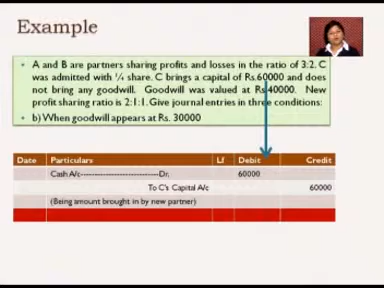 Example
A and B are partners sharing profits and losses in the ratio of 3:2. C
was admitted with ¼ share. C brings a capital of Rs.60000 and does
not bring any goodwill. Goodwill was valued at Rs.40000. New
profit sharing ratio is 2:1:1. Give journal entries in three conditions:
b) When goodwill appears at Rs. 30000
Date Particulars Lf Debit Credit
Cash A/c----------------------------Dr, 60000
To C's Capital A/c 60000
(Being amount brought in by new partner)